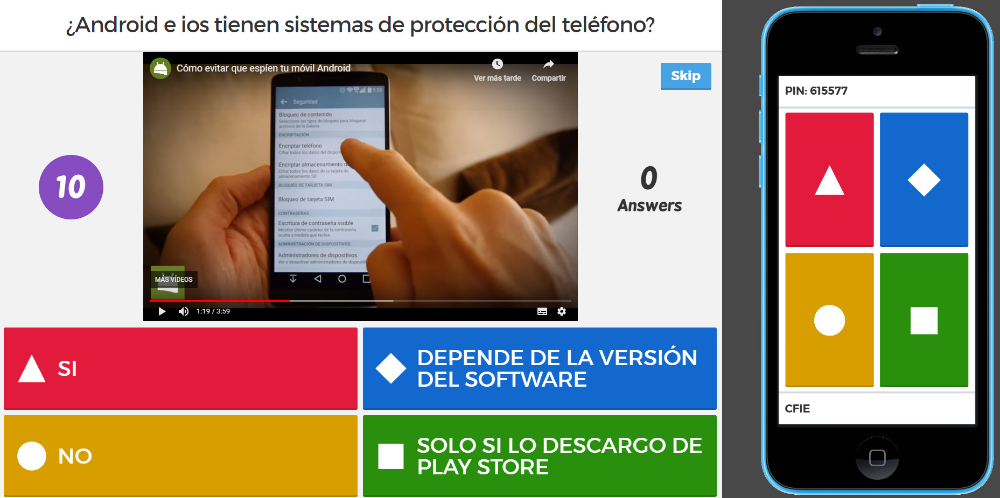 ¿Android e ios tienen sistemas de protección del teléfono?
Cómo evitar que espíen tu móvil Android
Ver más tarde
Compartir
Skip
9:36
Seguridad
Bloqueo de contenido
Seleccione los tipos de bloqueo para bloquear
archivos de la Galería
ENCRIPTACIÓN
Encriptar teléfono
Cifrar todos los datos del
Encriptar almacenamiento
Cifrar todos los datos de la tarjeta de
almacenamiento SD
BLOQUEO DE TARJETA SIM
Bloqueo de tarjeta SIM
CONTRASEÑAS
Escritura de contraseña visible
Mostrar último carácter de la contraseña
oculta a medida que teclea
ADMINISTRACIÓN DE DISPOSITIVOS
Administradores de dispositivos
Ver o desactivar administradores de
MÁS VÍDEOS
1:19 / 3:59
10
0
Answers
SI
DEPENDE DE LA VERSIÓN
DEL SOFTWARE
NO
SOLO SI LO DESCARGO DE
PLAY STORE
PIN: 615577
CFIE